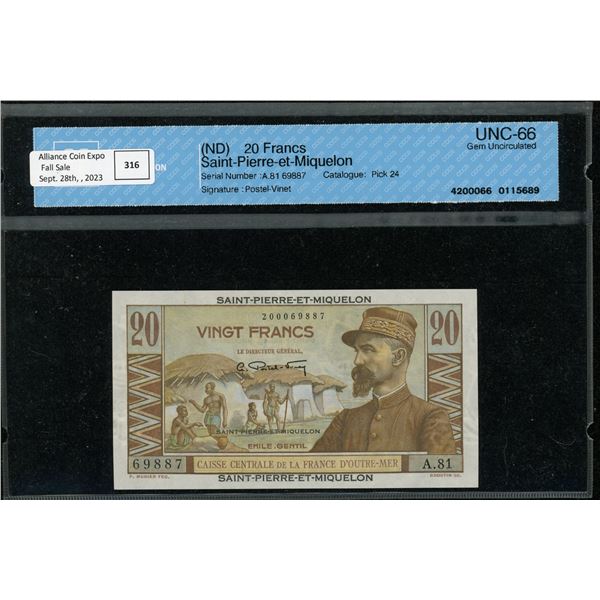 Alliance Coin Expo
Fall Sale
Sept. 28th, , 2023
316
ION
(ND) 20 Francs
Saint-Pierre-et-Miquelon
Serial Number :A.81 69887 Catalogue: Pick 24
Signature : Postel-Vinet
UNC-66
Gem Uncirculated
4200066 0115689
SAINT-PIERRE-ET-MIQUELON
200069887
20 VINGT FRANCS 20
LE DIRECTEUR GÉNÉRAL,
SAINT-PIERRE-ET-MIQUELON
EMILE GENTIL
69887 CAISSE CENTRALE DE LA FRANCE D'OUTRE-MER A.81
SAINT-PIERRE-ET-MIQUELON